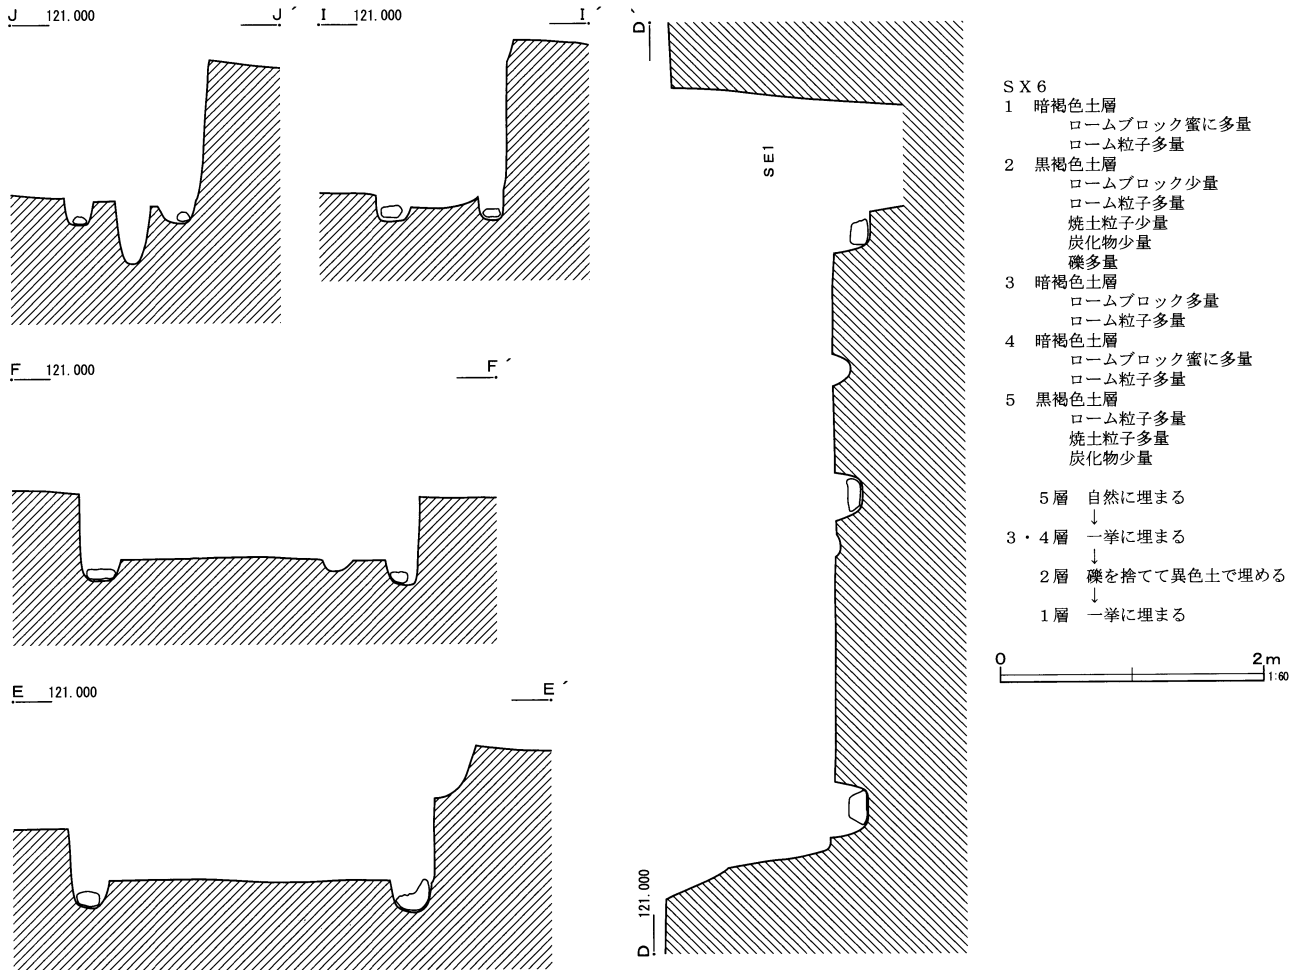 J 121.000 J´
I 121.000 I´
F 121.000 F´
E 121.000 E´
D´
SE1
D 121.000
ＳＸ６
１　暗褐色土層
ロームブロック蜜に多量
ローム粒子多量
２　黒褐色土層
ロームブロック少量
ローム粒子多量
焼土粒子少量
炭化物少量
礫多量
３　暗褐色土層
ロームブロック多量
ローム粒子多量
４　暗褐色土層
ロームブロック蜜に多量
ローム粒子多量
５　黒褐色土層
ローム粒子多量
焼土粒子多量
炭化物少量
５層　自然に埋まる
↓
３・４層　一挙に埋まる
↓
２層　礫を捨てて異色土で埋める
↓
１層　一挙に埋まる
0 2m
1:60